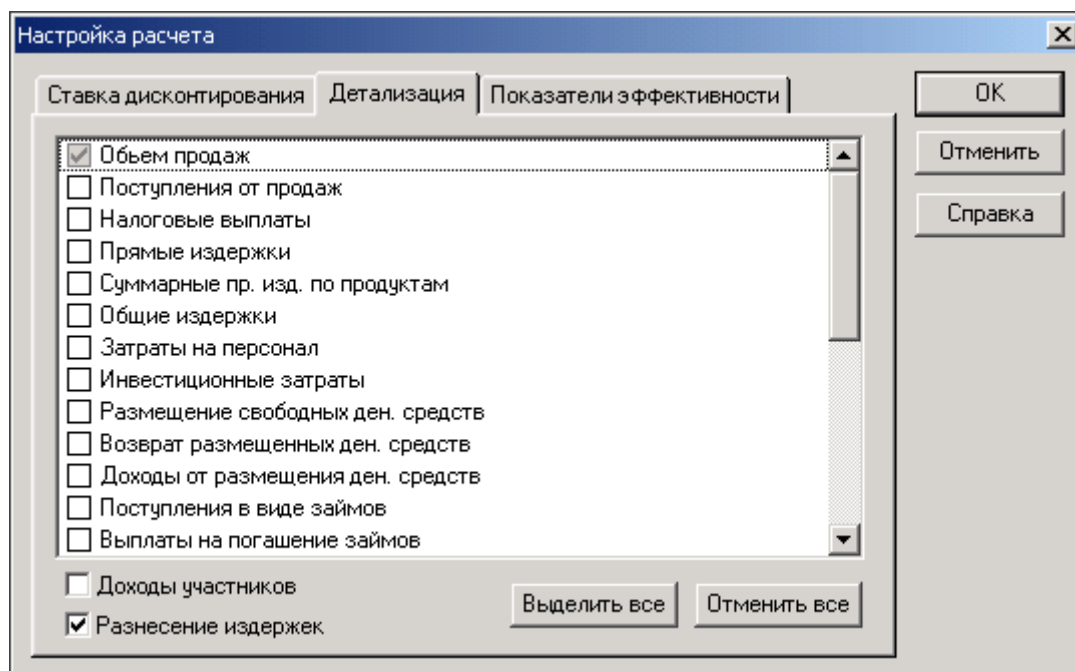 Настройка расчета
Ставка дисконтирования Детализация Показатели эффективности
OK
Отменить
Справка
Обьем продаж
Поступления от продаж
Налоговые выплаты
Прямые издержки
Суммарные пр. изд. по продуктам
Общие издержки
Затраты на персонал
Инвестиционные затраты
Размещение свободных ден. средств
Возврат размещенных ден. средств
Доходы от размещения ден. средств
Поступления в виде займов
Выплаты на погашение займов
Доходы участников
Разнесение издержек
Выделить все Отменить все